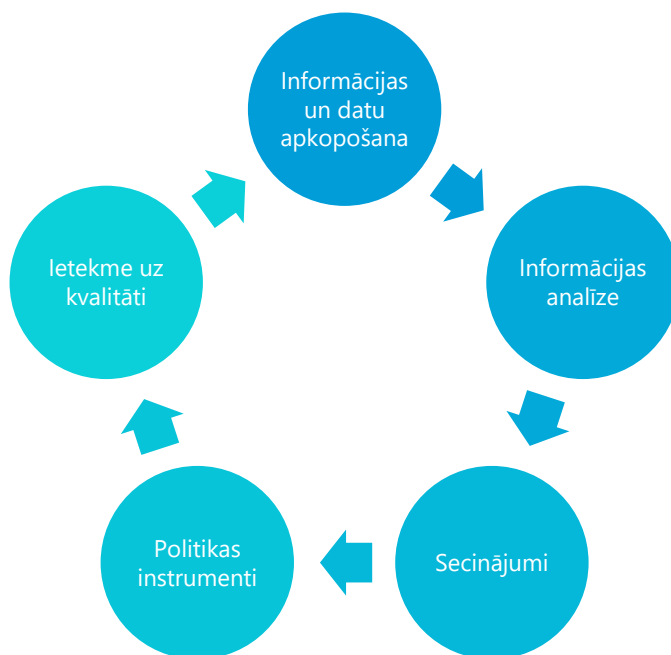 Informācijas
un datu
apkopošana
Informācijas
analīze
Secinājumi
Politikas
instrumenti
Ietekme uz
kvalitāti